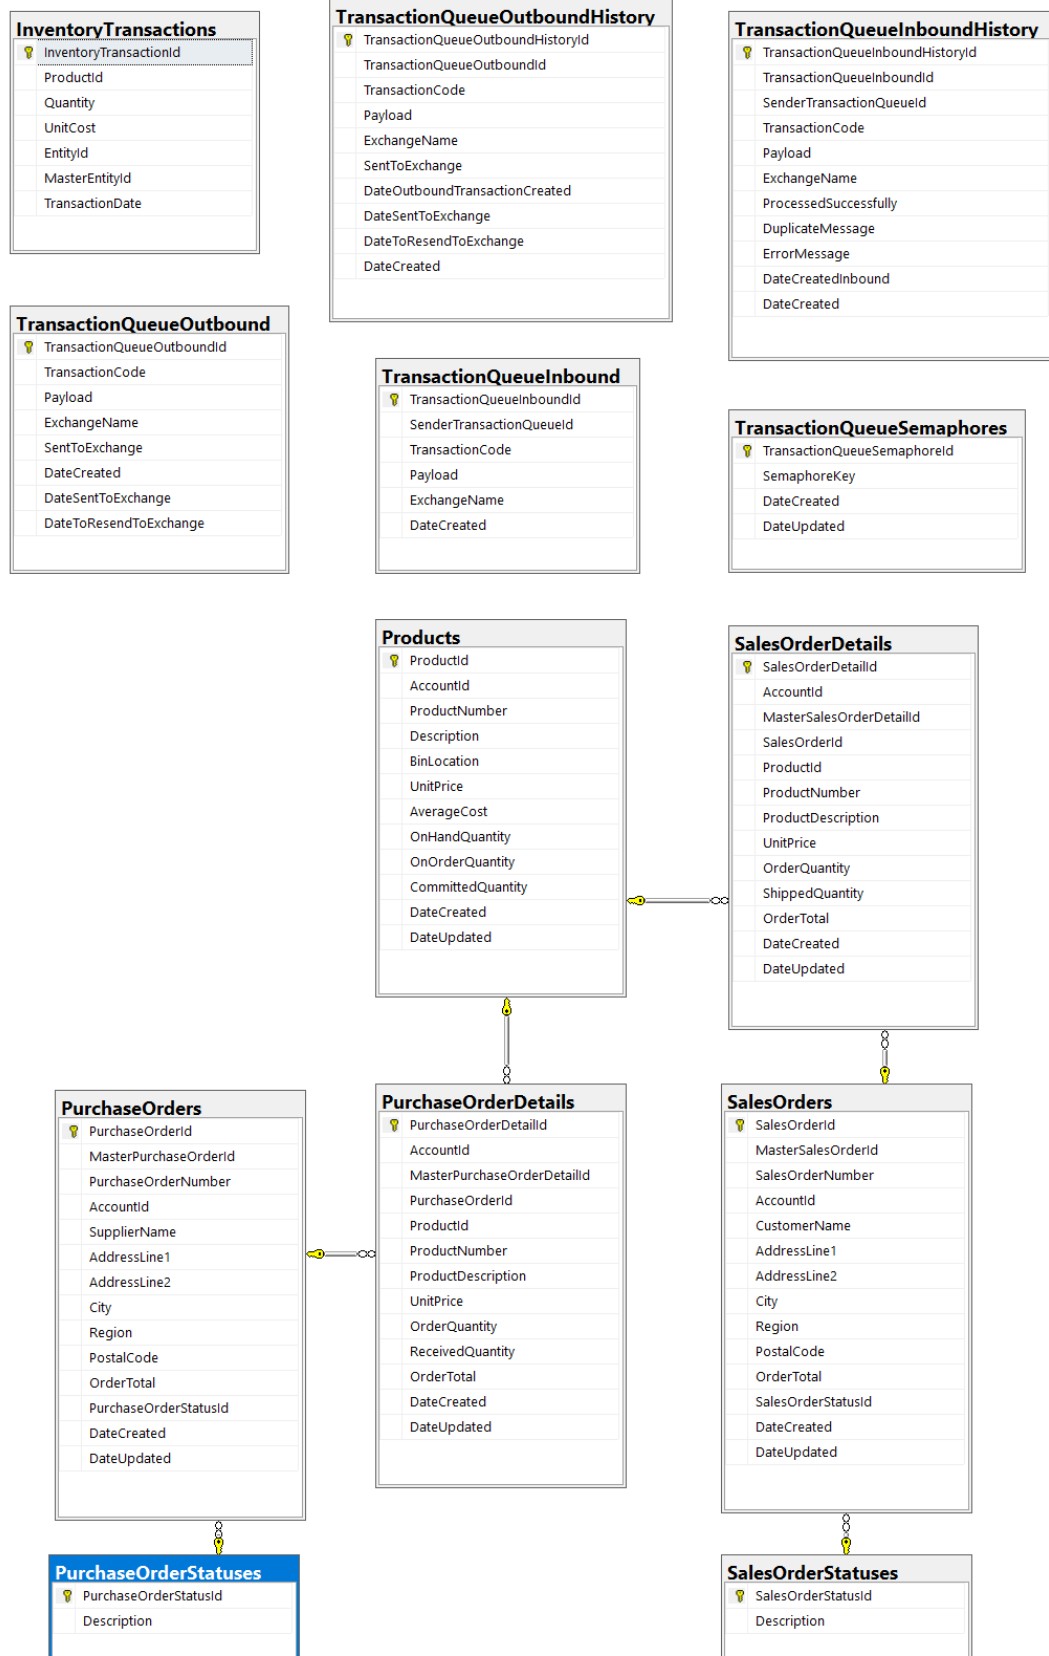 InventoryTransactions
InventoryTransactionId
ProductId
Quantity
UnitCost
EntityId
MasterEntityId
TransactionDate
TransactionQueueOutboundHistory
TransactionQueueOutboundHistoryId
TransactionQueueOutboundId
TransactionCode
Payload
ExchangeName
SentToExchange
DateOutboundTransactionCreated
DateSentToExchange
DateToResendToExchange
DateCreated
TransactionQueueInboundHistory
TransactionQueueInboundHistoryId
TransactionQueueInboundId
SenderTransactionQueueId
TransactionCode
Payload
ExchangeName
ProcessedSuccessfully
DuplicateMessage
ErrorMessage
DateCreatedInbound
DateCreated
TransactionQueueOutbound
TransactionQueueOutboundId
TransactionCode
Payload
ExchangeName
SentToExchange
DateCreated
DateSentToExchange
DateToResendToExchange
TransactionQueueInbound
TransactionQueueInboundId
SenderTransactionQueueId
TransactionCode
Payload
ExchangeName
DateCreated
TransactionQueueSemaphores
TransactionQueueSemaphoreId
SemaphoreKey
DateCreated
DateUpdated
Products
ProductId
AccountId
ProductNumber
Description
BinLocation
UnitPrice
AverageCost
OnHandQuantity
OnOrderQuantity
CommittedQuantity
DateCreated
DateUpdated
SalesOrderDetails
SalesOrderDetailId
AccountId
MasterSalesOrderDetailId
SalesOrderId
ProductId
ProductNumber
ProductDescription
UnitPrice
OrderQuantity
ShippedQuantity
OrderTotal
DateCreated
DateUpdated
PurchaseOrders
PurchaseOrderId
MasterPurchaseOrderId
PurchaseOrderNumber
AccountId
SupplierName
AddressLine1
AddressLine2
City
Region
PostalCode
OrderTotal
PurchaseOrderStatusId
DateCreated
DateUpdated
PurchaseOrderDetails
PurchaseOrderDetailId
AccountId
MasterPurchaseOrderDetailId
PurchaseOrderId
ProductId
ProductNumber
ProductDescription
UnitPrice
OrderQuantity
ReceivedQuantity
OrderTotal
DateCreated
DateUpdated
SalesOrders
SalesOrderId
MasterSalesOrderId
SalesOrderNumber
AccountId
CustomerName
AddressLine1
AddressLine2
City
Region
PostalCode
OrderTotal
SalesOrderStatusId
DateCreated
DateUpdated
PurchaseOrderStatuses
PurchaseOrderStatusId
Description
SalesOrderStatuses
SalesOrderStatusId
Description